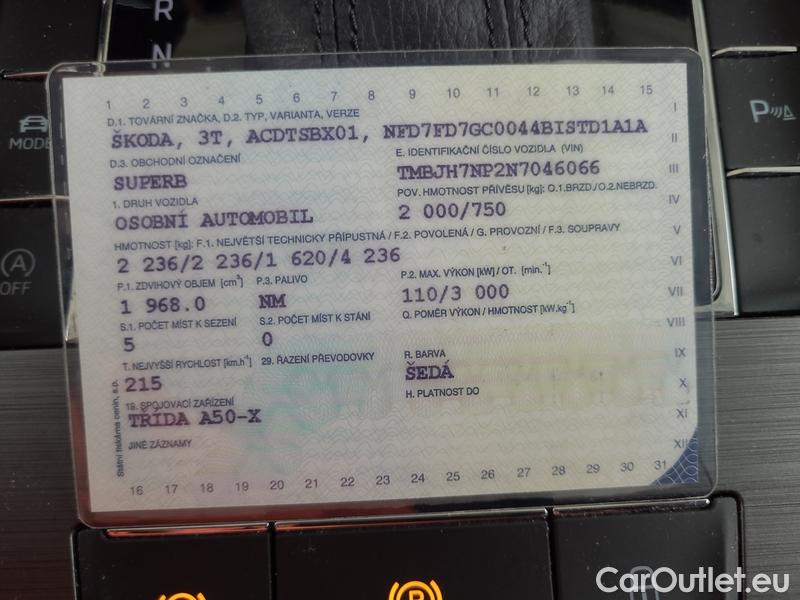 R
N
MODE
OFF
P
1 2 3 4 5 6 7 8 9 10 11 12 13 14 15
D.1. TOVÁRNÍ ZNAČKA, D.2. TYP, VARIANTA, VERZE
ŠKODA, 3T, ACDTSBX01, NFD7FD7GC0044BISTD1A1A
D.3. OBCHODNÍ OZNAČENÍ
SUPERB
E. IDENTIFIKAČNÍ ČÍSLO VOZIDLA (VIN)
TMBJH7NP2N7046066
1. DRUH VOZIDLA
OSOBNÍ AUTOMOBIL
POV. HMOTNOST PŘÍVĚSU [kg]: O.1.BRZD./O.2.NEBRZD.
2 000/750
HMOTNOST [kg]: F.1. NEJVĚTŠÍ TECHNICKY PŘÍPUSTNÁ / F.2. POVOLENÁ / G. PROVOZNÍ / F.3. SOUPRAVY
2 236/2 236/1 620/4 236
P.1. ZDVIHOVÝ OBJEM [cm³]
1 968.0
P.3. PALIVO
NM
P.2. MAX. VÝKON [kW] / OT. [min.⁻¹]
110/3 000
S.1. POČET MÍST K SEZENÍ
5
S.2. POČET MÍST K STÁNÍ
0
Q. POMĚR VÝKON / HMOTNOST [kW.kg⁻¹]
T. NEJVYŠŠÍ RYCHLOST [km.h⁻¹]
215
29. ŘAZENÍ PŘEVODOVKY
R. BARVA
ŠEDÁ
19. SPOJOVACÍ ZAŘÍZENÍ
TŘÍDA A50-X
H. PLATNOST DO
JINÉ ZÁZNAMY
I
II
III
IV
V
VI
VII
VIII
IX
X
XI
XII
Státní tiskárna cenin, s.p.
16 17 18 19 20 21 22 23 24 25 26 27 28 29 30 31
P
CarOutlet.eu